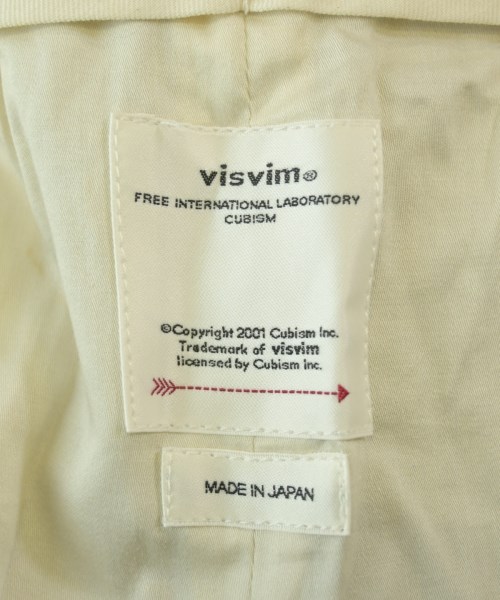 visvim®
FREE INTERNATIONAL LABORATORY
CUBISM
©Copyright 2001 Cubism Inc.
Trademark of visvim
licensed by Cubism Inc.
MADE IN JAPAN